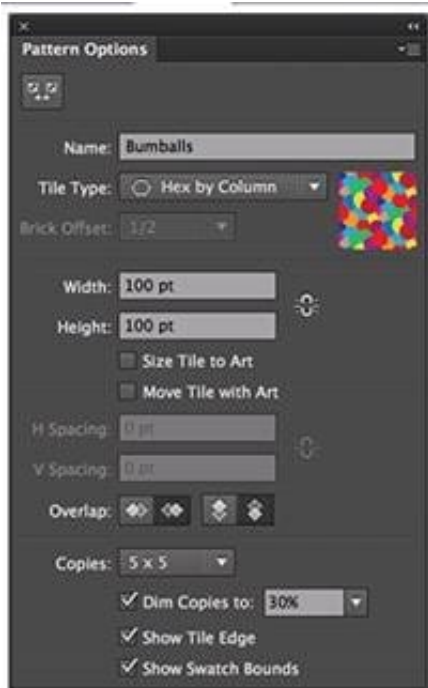 Pattern Options
Name: Bumballs
Tile Type: Hex by Column
Brick Offset: 1/2
Width: 100 pt
Height: 100 pt
Size Tile to Art
Move Tile with Art
H Spacing: 0 pt
V Spacing: 0 pt
Overlap:
Copies: 5 x 5
Dim Copies to: 30%
Show Tile Edge
Show Swatch Bounds